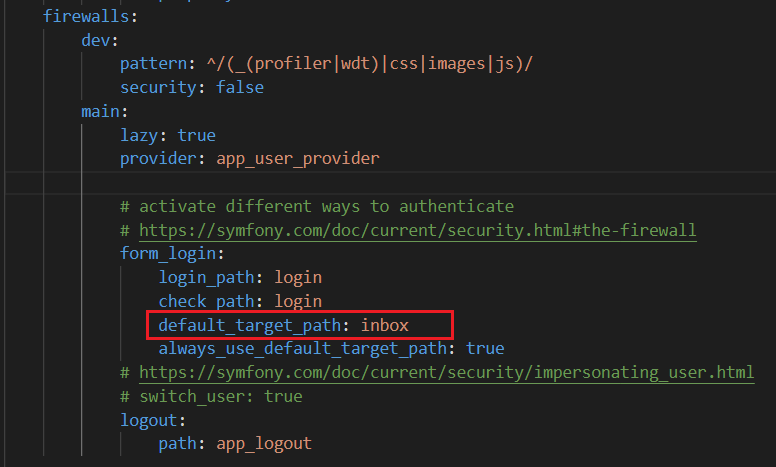 firewalls:
dev:
pattern: ^/(_(profiler|wdt)|css|images|js)/
security: false
main:
lazy: true
provider: app_user_provider
# activate different ways to authenticate
# https://symfony.com/doc/current/security.html#the-firewall
form_login:
login_path: login
check_path: login
default_target_path: inbox
always_use_default_target_path: true
# https://symfony.com/doc/current/security/impersonating_user.html
# switch_user: true
logout:
path: app_logout